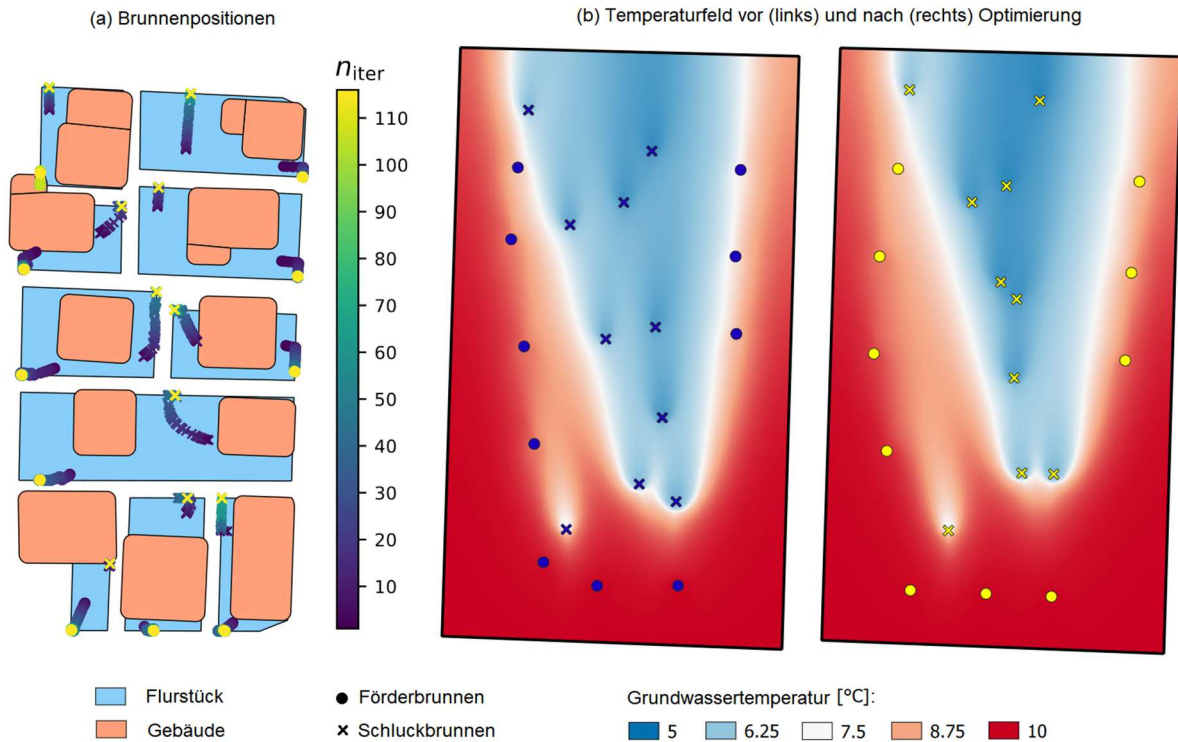 (a) Brunnenpositionen
(b) Temperaturfeld vor (links) und nach (rechts) Optimierung
n_iter
110
100
90
80
70
60
50
40
30
20
10
Flurstück
Gebäude
Förderbrunnen
Schluckbrunnen
Grundwassertemperatur [°C]:
5 6.25 7.5 8.75 10